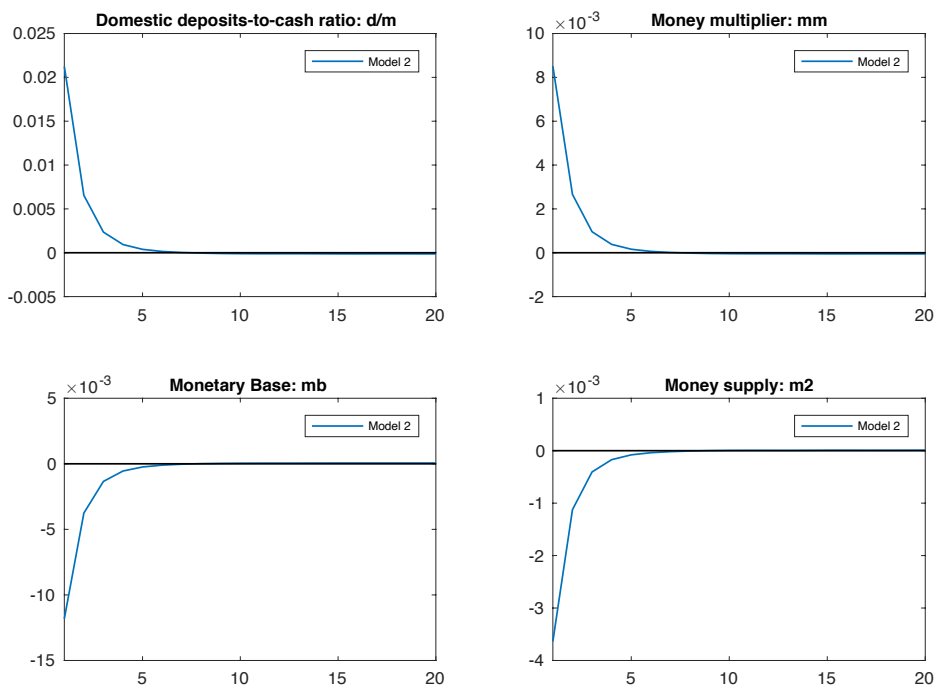 Domestic deposits-to-cash ratio: d/m
0.025
0.02
0.015
0.01
0.005
0
-0.005
5 10 15 20
Model 2
Money multiplier: mm
×10⁻³
10
8
6
4
2
0
-2
5 10 15 20
Model 2
Monetary Base: mb
×10⁻³
5
0
-5
-10
-15
5 10 15 20
Model 2
Money supply: m2
×10⁻³
1
0
-1
-2
-3
-4
5 10 15 20
Model 2